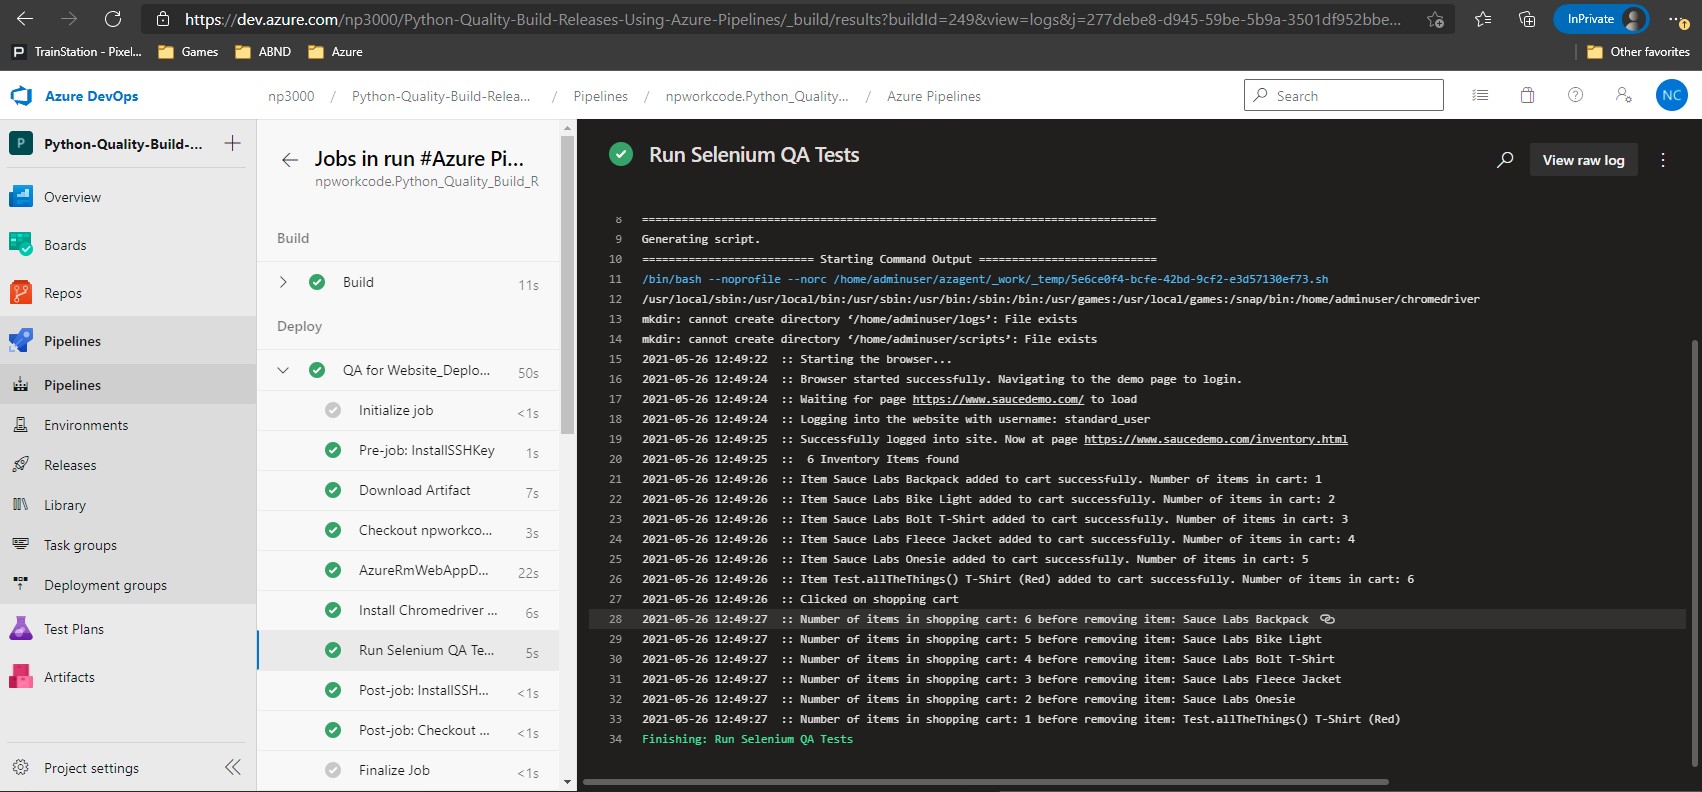 https://dev.azure.com/np3000/Python-Quality-Build-Releases-Using-Azure-Pipelines/_build/results?buildId=249&view=logs&j=277debe8-d945-59be-5b9a-3501df952bbe...
InPrivate
TrainStation - Pixel...
Games
ABND
Azure
Other favorites
Azure DevOps
np3000 / Python-Quality-Build-Relea... / Pipelines / npworkcode.Python_Quality... / Azure Pipelines
Search
NC
P Python-Quality-Build-...
Overview
Boards
Repos
Pipelines
Pipelines
Environments
Releases
Library
Task groups
Deployment groups
Test Plans
Artifacts
Project settings
Jobs in run #Azure Pi...
npworkcode.Python_Quality_Build_R
Build
Build 11s
Deploy
QA for Website_Deplo... 50s
Initialize job <1s
Pre-job: InstallSSHKey 1s
Download Artifact 7s
Checkout npworkco... 3s
AzureRmWebAppD... 22s
Install Chromedriver ... 6s
Run Selenium QA Te... 5s
Post-job: InstallSSH... <1s
Post-job: Checkout ... <1s
Finalize Job <1s
Run Selenium QA Tests
View raw log
8 ==============================================================================
9 Generating script.
10 ========================== Starting Command Output ===========================
11 /bin/bash --noprofile --norc /home/adminuser/azagent/_work/_temp/5e6ce0f4-bcfe-42bd-9cf2-e3d57130ef73.sh
12 /usr/local/sbin:/usr/local/bin:/usr/sbin:/usr/bin:/sbin:/bin:/usr/games:/usr/local/games:/snap/bin:/home/adminuser/chromedriver
13 mkdir: cannot create directory ‘/home/adminuser/logs’: File exists
14 mkdir: cannot create directory ‘/home/adminuser/scripts’: File exists
15 2021-05-26 12:49:22 :: Starting the browser...
16 2021-05-26 12:49:24 :: Browser started successfully. Navigating to the demo page to login.
17 2021-05-26 12:49:24 :: Waiting for page https://www.saucedemo.com/ to load
18 2021-05-26 12:49:24 :: Logging into the website with username: standard_user
19 2021-05-26 12:49:25 :: Successfully logged into site. Now at page https://www.saucedemo.com/inventory.html
20 2021-05-26 12:49:25 :: 6 Inventory Items found
21 2021-05-26 12:49:26 :: Item Sauce Labs Backpack added to cart successfully. Number of items in cart: 1
22 2021-05-26 12:49:26 :: Item Sauce Labs Bike Light added to cart successfully. Number of items in cart: 2
23 2021-05-26 12:49:26 :: Item Sauce Labs Bolt T-Shirt added to cart successfully. Number of items in cart: 3
24 2021-05-26 12:49:26 :: Item Sauce Labs Fleece Jacket added to cart successfully. Number of items in cart: 4
25 2021-05-26 12:49:26 :: Item Sauce Labs Onesie added to cart successfully. Number of items in cart: 5
26 2021-05-26 12:49:26 :: Item Test.allTheThings() T-Shirt (Red) added to cart successfully. Number of items in cart: 6
27 2021-05-26 12:49:26 :: Clicked on shopping cart
28 2021-05-26 12:49:27 :: Number of items in shopping cart: 6 before removing item: Sauce Labs Backpack
29 2021-05-26 12:49:27 :: Number of items in shopping cart: 5 before removing item: Sauce Labs Bike Light
30 2021-05-26 12:49:27 :: Number of items in shopping cart: 4 before removing item: Sauce Labs Bolt T-Shirt
31 2021-05-26 12:49:27 :: Number of items in shopping cart: 3 before removing item: Sauce Labs Fleece Jacket
32 2021-05-26 12:49:27 :: Number of items in shopping cart: 2 before removing item: Sauce Labs Onesie
33 2021-05-26 12:49:27 :: Number of items in shopping cart: 1 before removing item: Test.allTheThings() T-Shirt (Red)
34 Finishing: Run Selenium QA Tests